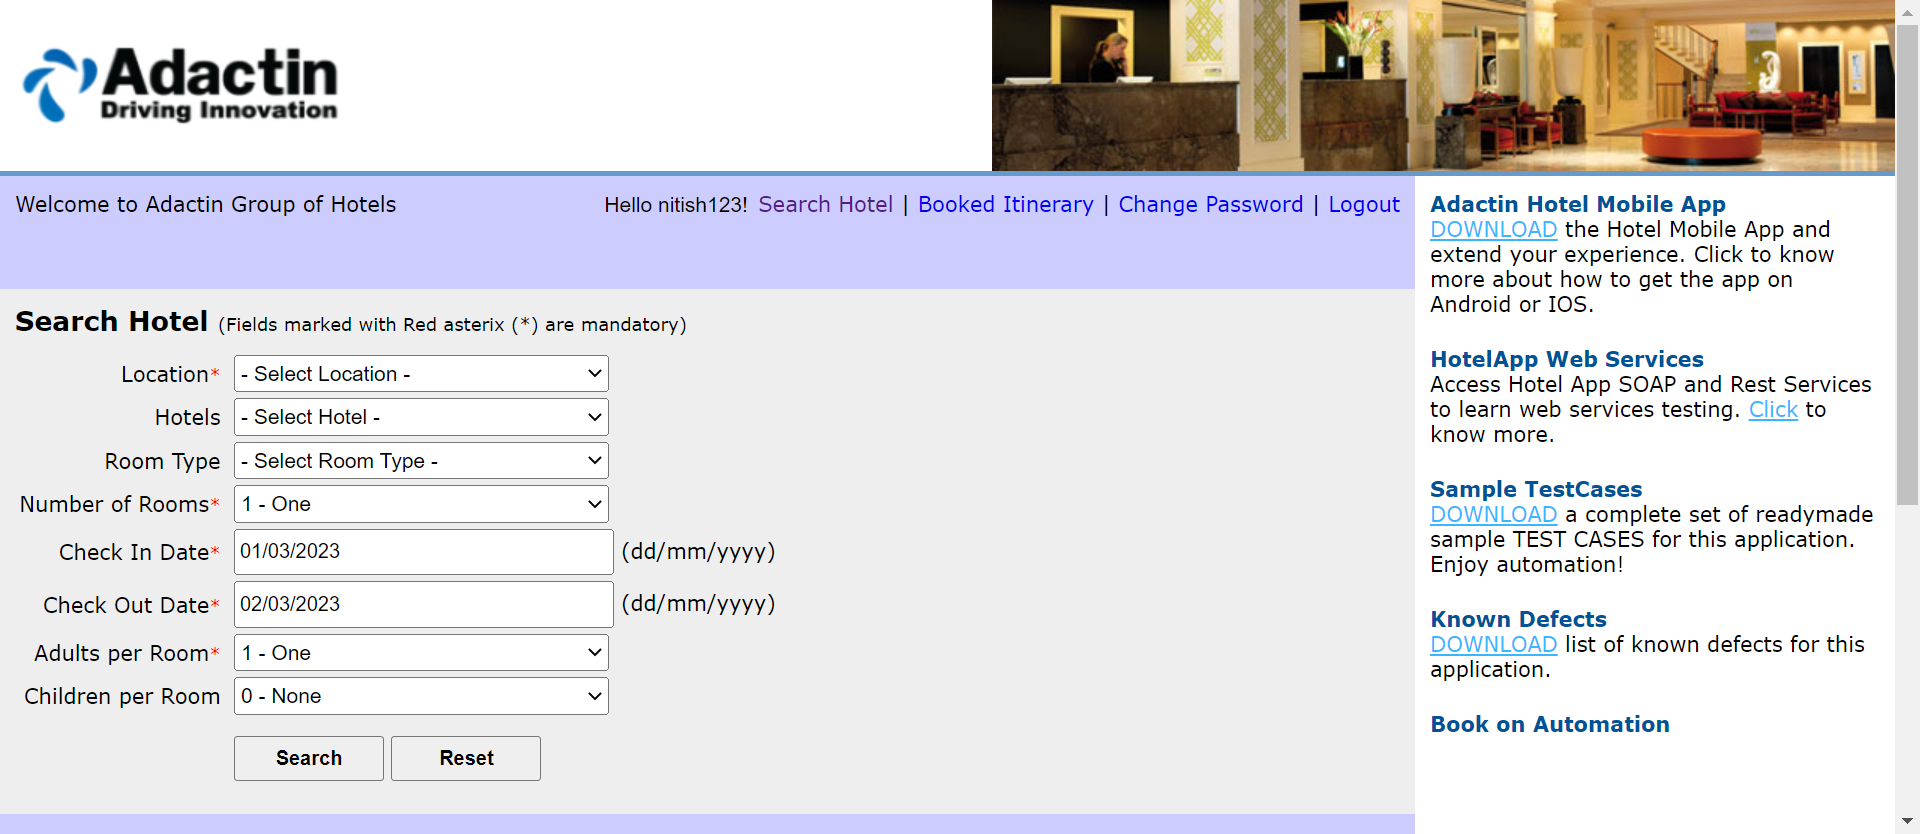 Adactin
Driving Innovation
Welcome to Adactin Group of Hotels
Hello nitish123! Search Hotel | Booked Itinerary | Change Password | Logout
Search Hotel (Fields marked with Red asterix (*) are mandatory)
Location* - Select Location -
Hotels - Select Hotel -
Room Type - Select Room Type -
Number of Rooms* 1 - One
Check In Date* 01/03/2023 (dd/mm/yyyy)
Check Out Date* 02/03/2023 (dd/mm/yyyy)
Adults per Room* 1 - One
Children per Room 0 - None
Search Reset
Adactin Hotel Mobile App
DOWNLOAD the Hotel Mobile App and
extend your experience. Click to know
more about how to get the app on
Android or IOS.
HotelApp Web Services
Access Hotel App SOAP and Rest Services
to learn web services testing. Click to
know more.
Sample TestCases
DOWNLOAD a complete set of readymade
sample TEST CASES for this application.
Enjoy automation!
Known Defects
DOWNLOAD list of known defects for this
application.
Book on Automation